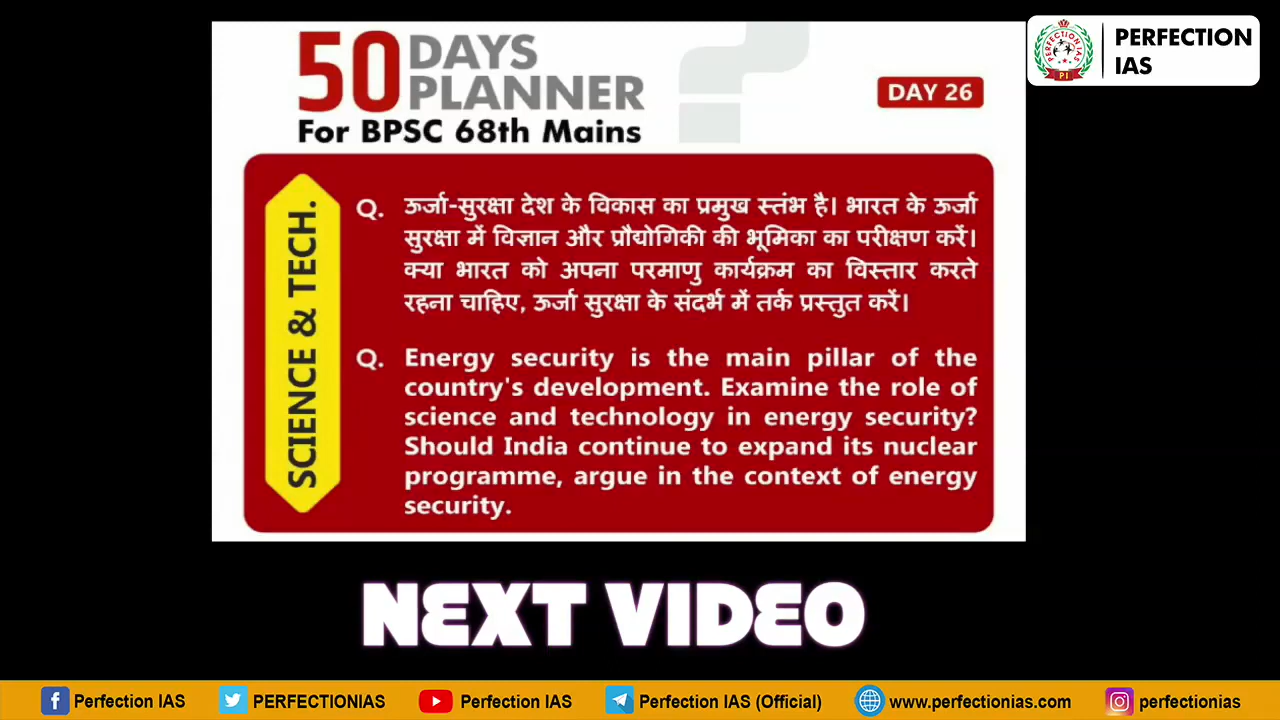 PERFECTION
IAS
PERFECTION IAS
PI
50 DAYS
PLANNER
For BPSC 68th Mains
DAY 26
SCIENCE & TECH.
Q. ऊर्जा-सुरक्षा देश के विकास का प्रमुख स्तंभ है। भारत के ऊर्जा
सुरक्षा में विज्ञान और प्रौद्योगिकी की भूमिका का परीक्षण करें।
क्या भारत को अपना परमाणु कार्यक्रम का विस्तार करते
रहना चाहिए, ऊर्जा सुरक्षा के संदर्भ में तर्क प्रस्तुत करें।
Q. Energy security is the main pillar of the
country's development. Examine the role of
science and technology in energy security?
Should India continue to expand its nuclear
programme, argue in the context of energy
security.
NEXT VIDEO
Perfection IAS PERFECTIONIAS Perfection IAS Perfection IAS (Official) www.perfectionias.com perfectionias